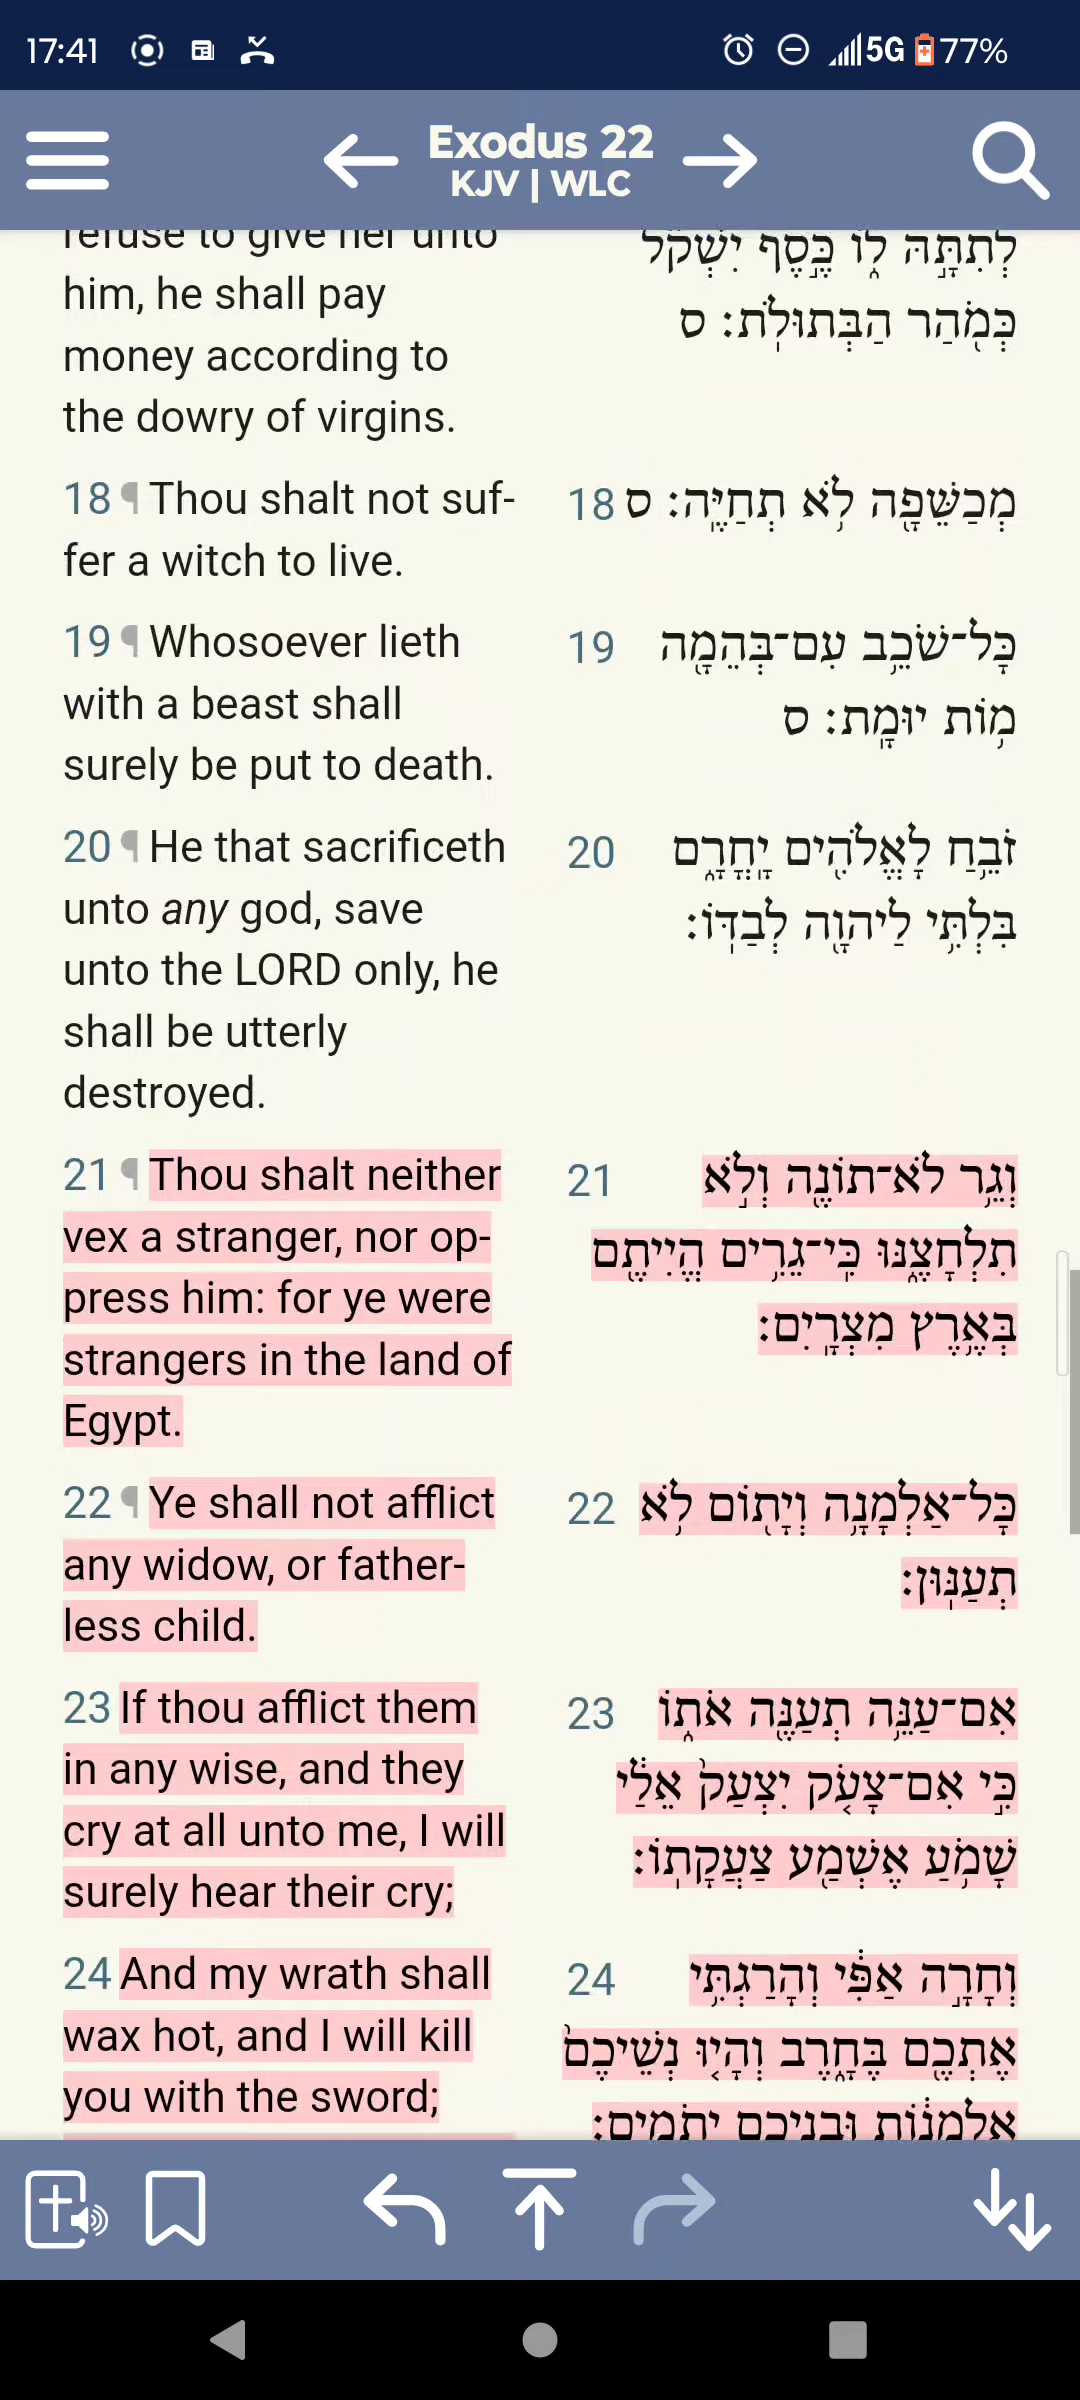 17:41 5G 77%
Exodus 22
KJV | WLC
refuse to give her unto
him, he shall pay
money according to
the dowry of virgins.
לְתִתָּ֣הּ ל֑וֹ כֶּ֣סֶף יִשְׁקֹ֔ל
כְּמֹ֖הַר הַבְּתוּלֹֽת׃ ס
18 ¶ Thou shalt not suf-
fer a witch to live.
18 מְכַשֵּׁפָ֖ה לֹ֥א תְחַיֶּֽה׃ ס
19 ¶ Whosoever lieth
with a beast shall
surely be put to death.
19 כָּל־שֹׁכֵ֥ב עִם־בְּהֵמָ֖ה
מ֥וֹת יוּמָֽת׃ ס
20 ¶ He that sacrificeth
unto any god, save
unto the LORD only, he
shall be utterly
destroyed.
20 זֹבֵ֥חַ לָאֱלֹהִ֖ים יָֽחֳרָ֑ם
בִּלְתִּ֥י לַיהוָ֖ה לְבַדּֽוֹ׃
21 ¶ Thou shalt neither
vex a stranger, nor op-
press him: for ye were
strangers in the land of
Egypt.
21 וְגֵ֥ר לֹא־תוֹנֶ֖ה וְלֹ֣א
תִלְחָצֶ֑נּוּ כִּֽי־גֵרִ֥ים הֱיִיתֶ֖ם
בְּאֶ֥רֶץ מִצְרָֽיִם׃
22 ¶ Ye shall not afflict
any widow, or father-
less child.
22 כָּל־אַלְמָנָ֥ה וְיָת֖וֹם לֹ֥א
תְעַנּֽוּן׃
23 If thou afflict them
in any wise, and they
cry at all unto me, I will
surely hear their cry;
23 אִם־עַנֵּ֥ה תְעַנֶּ֖ה אֹת֑וֹ
כִּ֣י אִם־צָעֹ֤ק יִצְעַק֙ אֵלַ֔י
שָׁמֹ֥עַ אֶשְׁמַ֖ע צַעֲקָתֽוֹ׃
24 And my wrath shall
wax hot, and I will kill
you with the sword;
24 וְחָרָ֣ה אַפִּ֔י וְהָרַגְתִּ֥י
אֶתְכֶ֖ם בֶּחָ֑רֶב וְהָי֤וּ נְשֵׁיכֶם֙
אַלְמָנ֔וֹת וּבְנֵיכֶ֖ם יְתֹמִֽים׃